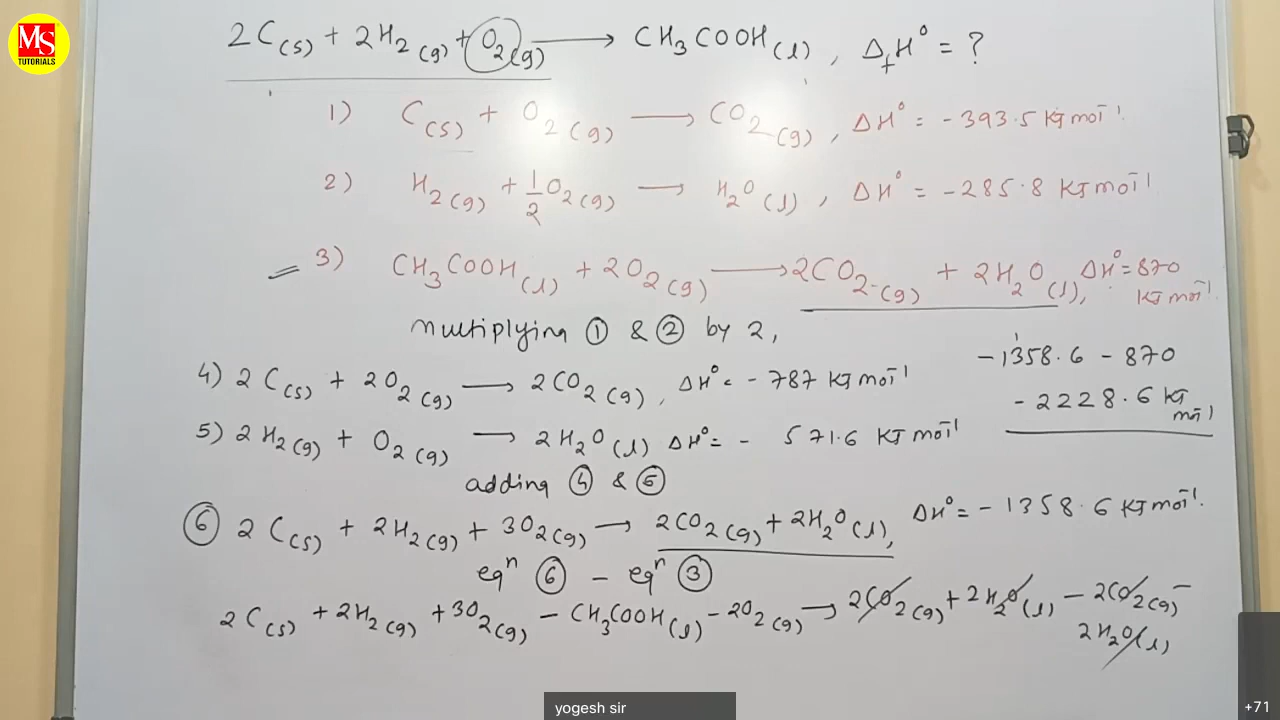 MS
TUTORIALS
2C(s) + 2H₂(g) + O₂(g) ⟶ CH₃COOH(l), Δ_fH° = ?
1) C(s) + O₂(g) ⟶ CO₂(g), ΔH° = -393.5 KJ mol⁻¹
2) H₂(g) + 1/2 O₂(g) ⟶ H₂O(l), ΔH° = -285.8 KJ mol⁻¹
3) CH₃COOH(l) + 2O₂(g) ⟶ 2CO₂(g) + 2H₂O(l), ΔH° = 870
KJ mol⁻¹
multiplying ① & ② by 2,
-1358.6 - 870
4) 2C(s) + 2O₂(g) ⟶ 2CO₂(g), ΔH° = -787 KJ mol⁻¹
-2228.6 KJ
mol⁻¹
5) 2H₂(g) + O₂(g) ⟶ 2H₂O(l) ΔH° = - 571.6 KJ mol⁻¹
adding ④ & ⑤
⑥ 2C(s) + 2H₂(g) + 3O₂(g) ⟶ 2CO₂(g) + 2H₂O(l), ΔH° = -1358.6 KJ mol⁻¹
eqⁿ ⑥ - eqⁿ ③
2C(s) + 2H₂(g) + 3O₂(g) - CH₃COOH(l) - 2O₂(g) ⟶ 2CO₂(g) + 2H₂O(l) - 2CO₂(g) -
2H₂O(l)
yogesh sir
+71